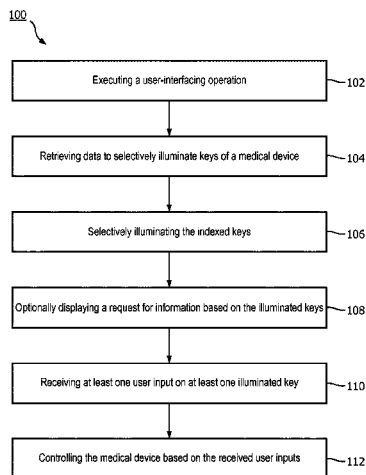 100
Executing a user-interfacing operation
102
Retrieving data to selectively illuminate keys of a medical device
104
Selectively illuminating the indexed keys
106
Optionally displaying a request for information based on the illuminated keys
108
Receiving at least one user input on at least one illuminated key
110
Controlling the medical device based on the received user inputs
112